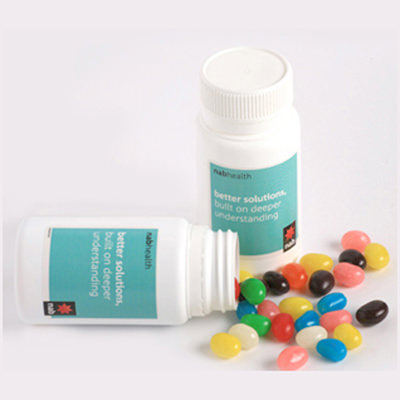 nabhealth
better solutions,
built on deeper
understanding
nab
nabhealth
better solutions,
built on deeper
understanding
nab